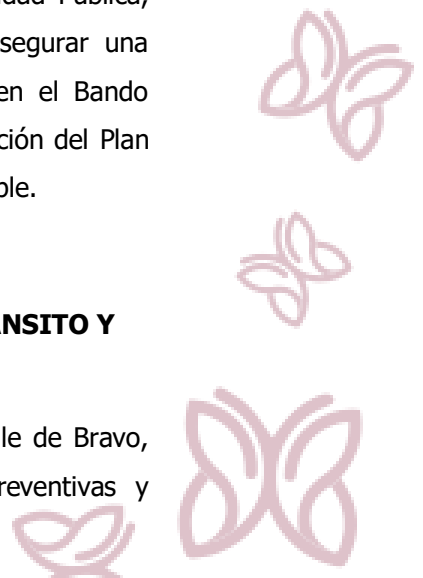 dad Pública,
segurar una
en el Bando
ción del Plan
ble.
NSITO Y
le de Bravo,
reventivas y